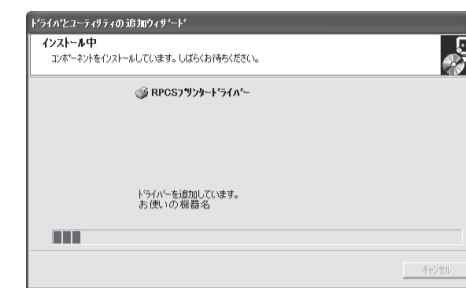 ドライバとユーティリティの追加ウィザード
インストール中
コンポーネントをインストールしています。しばらくお待ちください。
RPCSプリンタードライバー
ドライバーを追加しています。
お使いの機器名
キャンセル